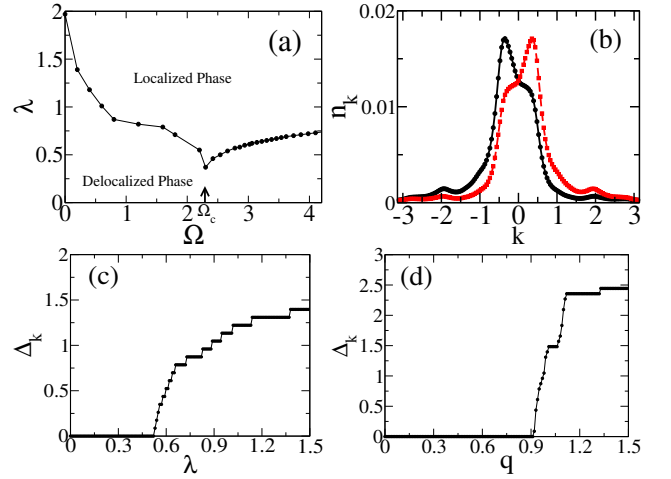 (a)
λ
2
1.5
1
0.5
0
Localized Phase
Delocalized Phase
0 1 2 Ω_c 3 4
Ω
(b)
n_k
0.02
0.01
0
-3 -2 -1 0 1 2 3
k
(c)
Δ_k
2
1.5
1
0.5
0
0 0.3 0.6 0.9 1.2 1.5
λ
(d)
Δ_k
3
2.5
2
1.5
1
0.5
0
0 0.3 0.6 0.9 1.2 1.5
q